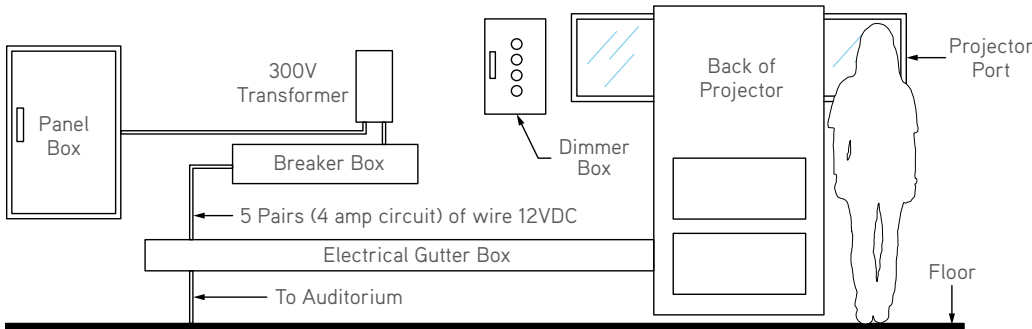 Panel
Box
300V
Transformer
Breaker Box
5 Pairs (4 amp circuit) of wire 12VDC
Electrical Gutter Box
To Auditorium
Dimmer
Box
Back of
Projector
Projector
Port
Floor